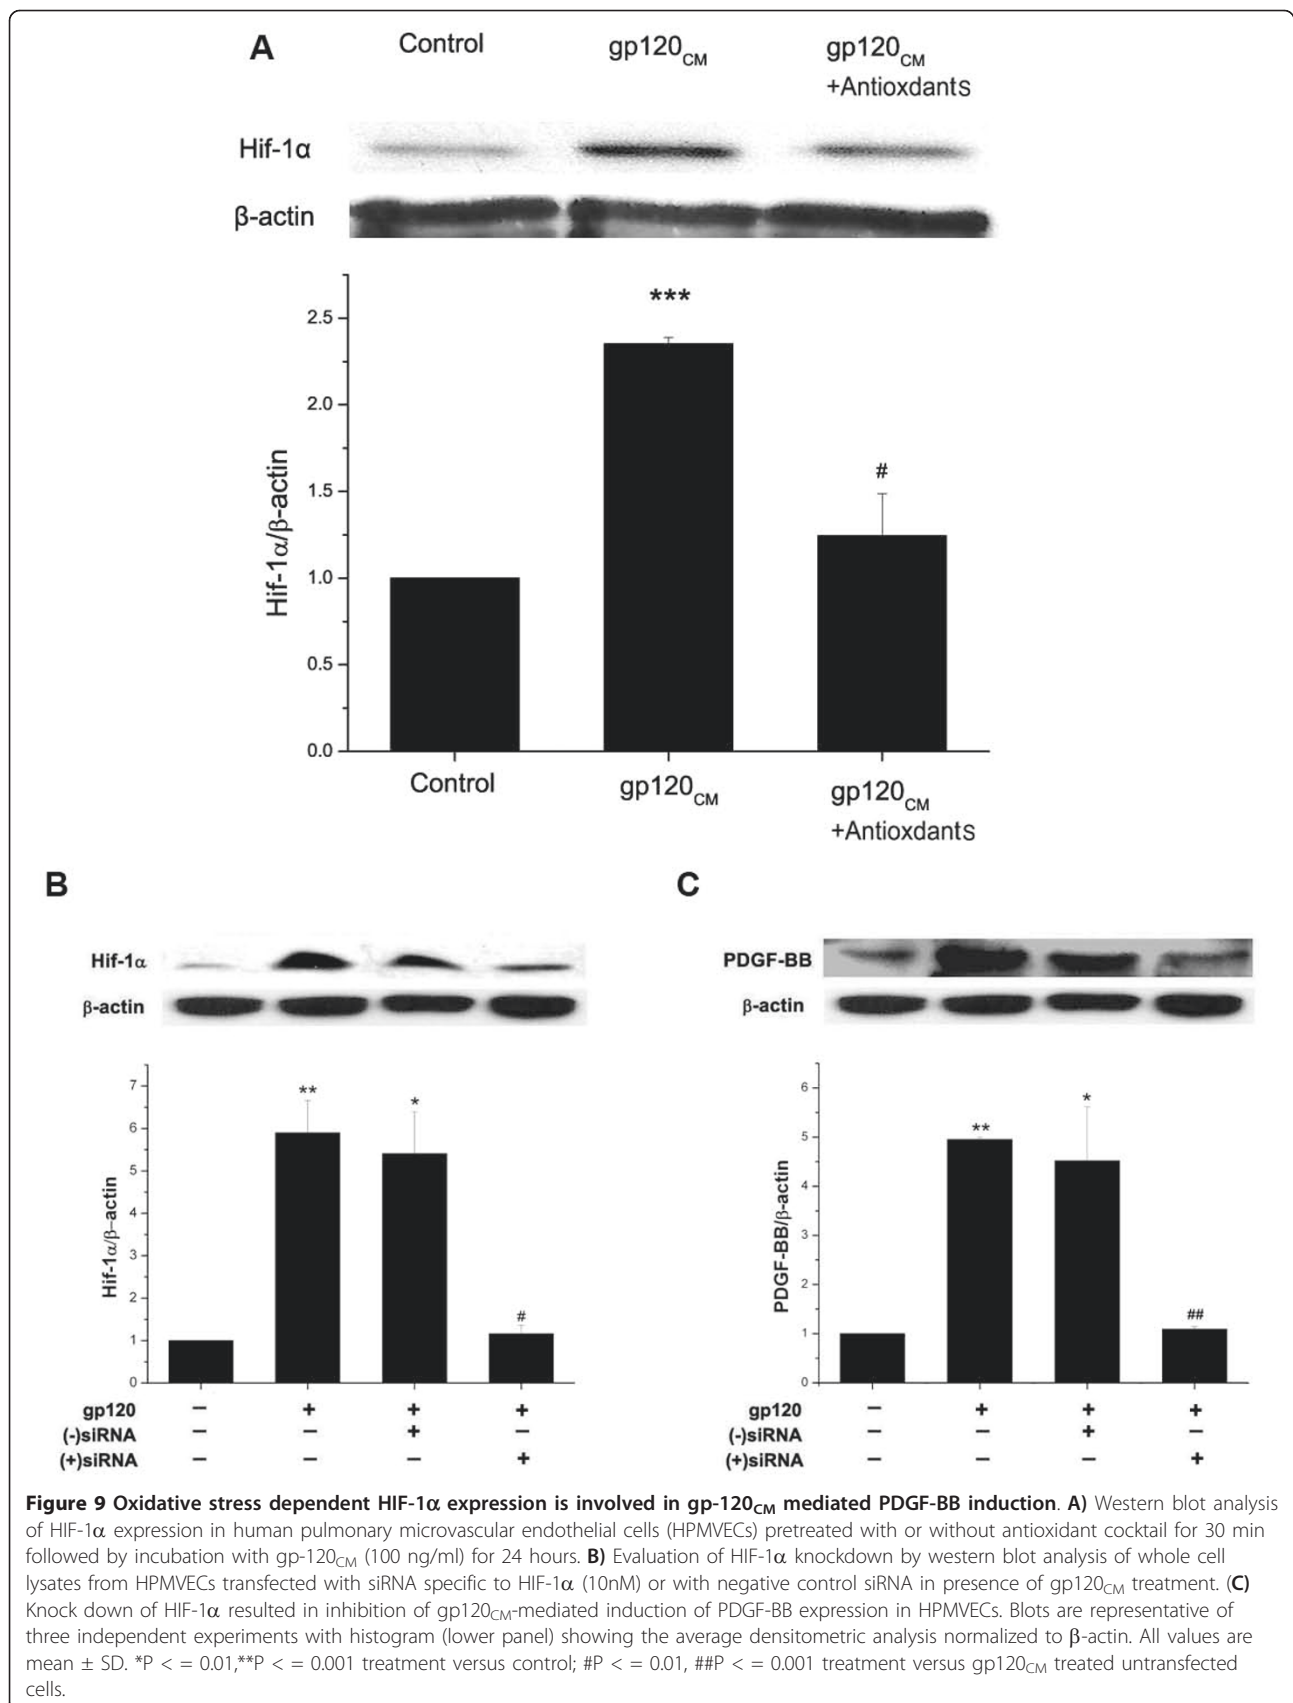 A
Control gp120CM gp120CM
+Antioxdants
Hif-1α
β-actin
***
#
2.5
2.0
1.5
1.0
0.5
0.0
Hif-1α/β-actin
Control gp120CM gp120CM
+Antioxdants
B
Hif-1α
β-actin
7
6
5
4
3
2
1
0
Hif-1α/β-actin
** * #
gp120 − + + +
(-)siRNA − − + −
(+)siRNA − − − +
C
PDGF-BB
β-actin
6
5
4
3
2
1
0
PDGF-BB/β-actin
** * ##
gp120 − + + +
(-)siRNA − − + −
(+)siRNA − − − +
Figure 9 Oxidative stress dependent HIF-1α expression is involved in gp-120CM mediated PDGF-BB induction. A) Western blot analysis
of HIF-1α expression in human pulmonary microvascular endothelial cells (HPMVECs) pretreated with or without antioxidant cocktail for 30 min
followed by incubation with gp-120CM (100 ng/ml) for 24 hours. B) Evaluation of HIF-1α knockdown by western blot analysis of whole cell
lysates from HPMVECs transfected with siRNA specific to HIF-1α (10nM) or with negative control siRNA in presence of gp120CM treatment. (C)
Knock down of HIF-1α resulted in inhibition of gp120CM-mediated induction of PDGF-BB expression in HPMVECs. Blots are representative of
three independent experiments with histogram (lower panel) showing the average densitometric analysis normalized to β-actin. All values are
mean ± SD. *P < = 0.01,**P < = 0.001 treatment versus control; #P < = 0.01, ##P < = 0.001 treatment versus gp120CM treated untransfected
cells.